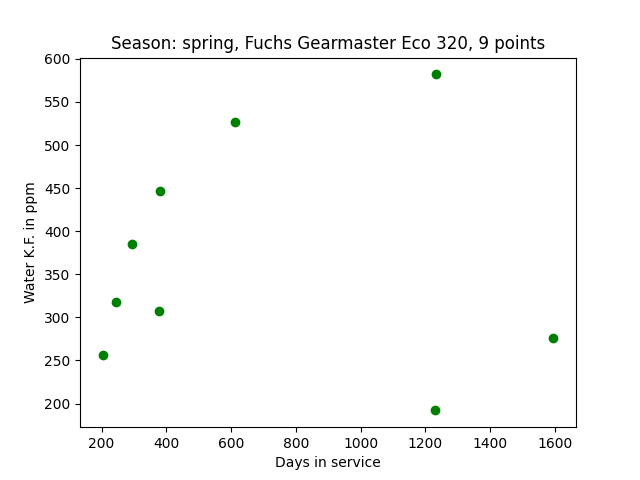 Season: spring, Fuchs Gearmaster Eco 320, 9 points
600
550
500
450
400
350
300
250
200
Water K.F. in ppm
200 400 600 800 1000 1200 1400 1600
Days in service